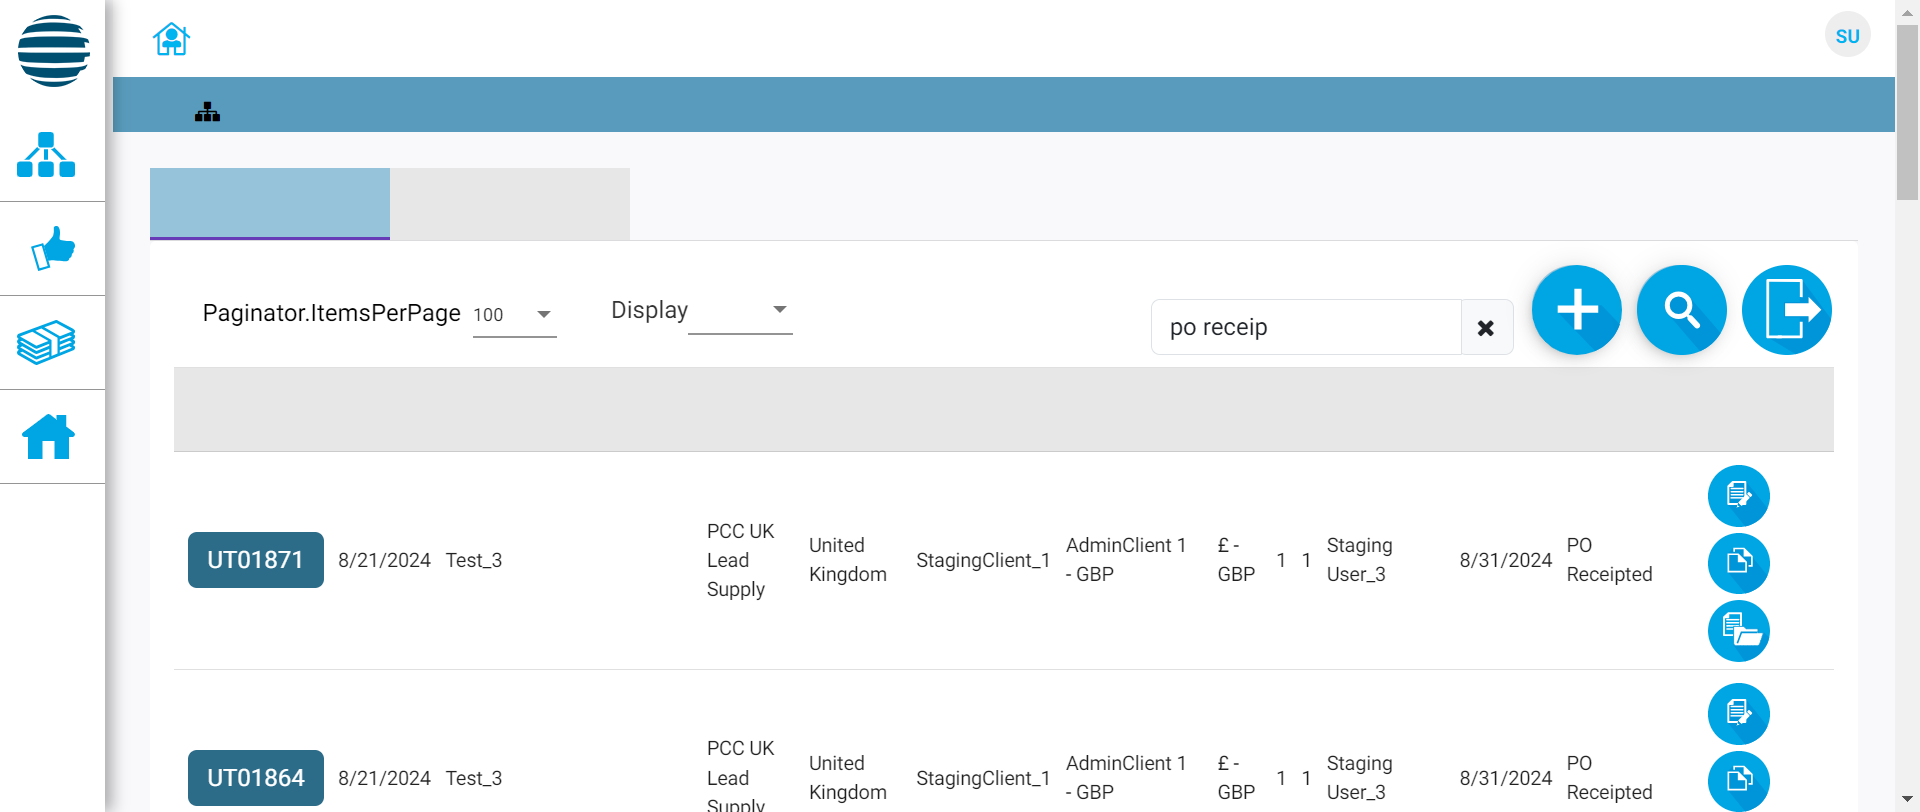 SU
Paginator.ItemsPerPage 100 Display
po receip
UT01871 8/21/2024 Test_3 PCC UK Lead Supply United Kingdom StagingClient_1 AdminClient 1 - GBP £ - GBP 1 1 Staging User_3 8/31/2024 PO Receipted
UT01864 8/21/2024 Test_3 PCC UK Lead Supply United Kingdom StagingClient_1 AdminClient 1 - GBP £ - GBP 1 1 Staging User_3 8/31/2024 PO Receipted